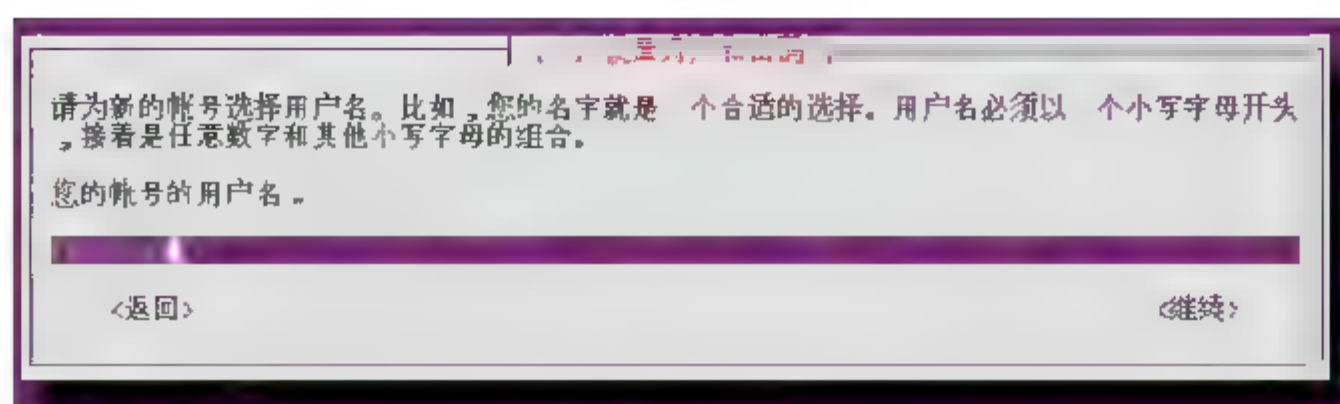 请为新的帐号选择用户名。比如,您的名字就是 个合适的选择。用户名必须以 个小写字母开头
,接着是任意数字和其他小写字母的组合。
您的帐号的用户名。
<返回> <继续>